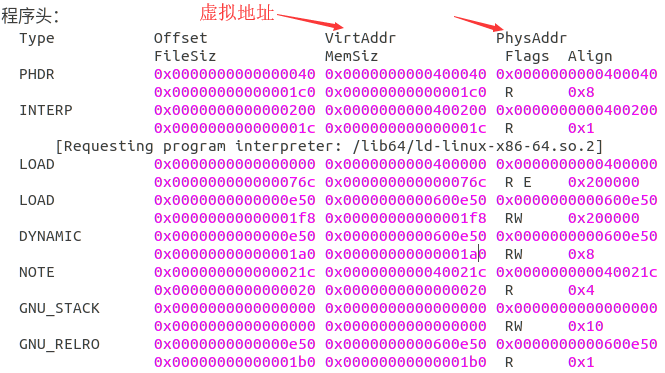 虚拟地址
程序头：
Type Offset VirtAddr PhysAddr
FileSiz MemSiz Flags Align
PHDR 0x0000000000000040 0x0000000000400040 0x0000000000400040
0x00000000000001c0 0x00000000000001c0 R 0x8
INTERP 0x0000000000000200 0x0000000000400200 0x0000000000400200
0x000000000000001c 0x000000000000001c R 0x1
[Requesting program interpreter: /lib64/ld-linux-x86-64.so.2]
LOAD 0x0000000000000000 0x0000000000400000 0x0000000000400000
0x000000000000076c 0x000000000000076c R E 0x200000
LOAD 0x0000000000000e50 0x0000000000600e50 0x0000000000600e50
0x00000000000001f8 0x00000000000001f8 RW 0x200000
DYNAMIC 0x0000000000000e50 0x0000000000600e50 0x0000000000600e50
0x00000000000001a0 0x00000000000001a0 RW 0x8
NOTE 0x000000000000021c 0x000000000040021c 0x000000000040021c
0x0000000000000020 0x0000000000000020 R 0x4
GNU_STACK 0x0000000000000000 0x0000000000000000 0x0000000000000000
0x0000000000000000 0x0000000000000000 RW 0x10
GNU_RELRO 0x0000000000000e50 0x0000000000600e50 0x0000000000600e50
0x00000000000001b0 0x00000000000001b0 R 0x1